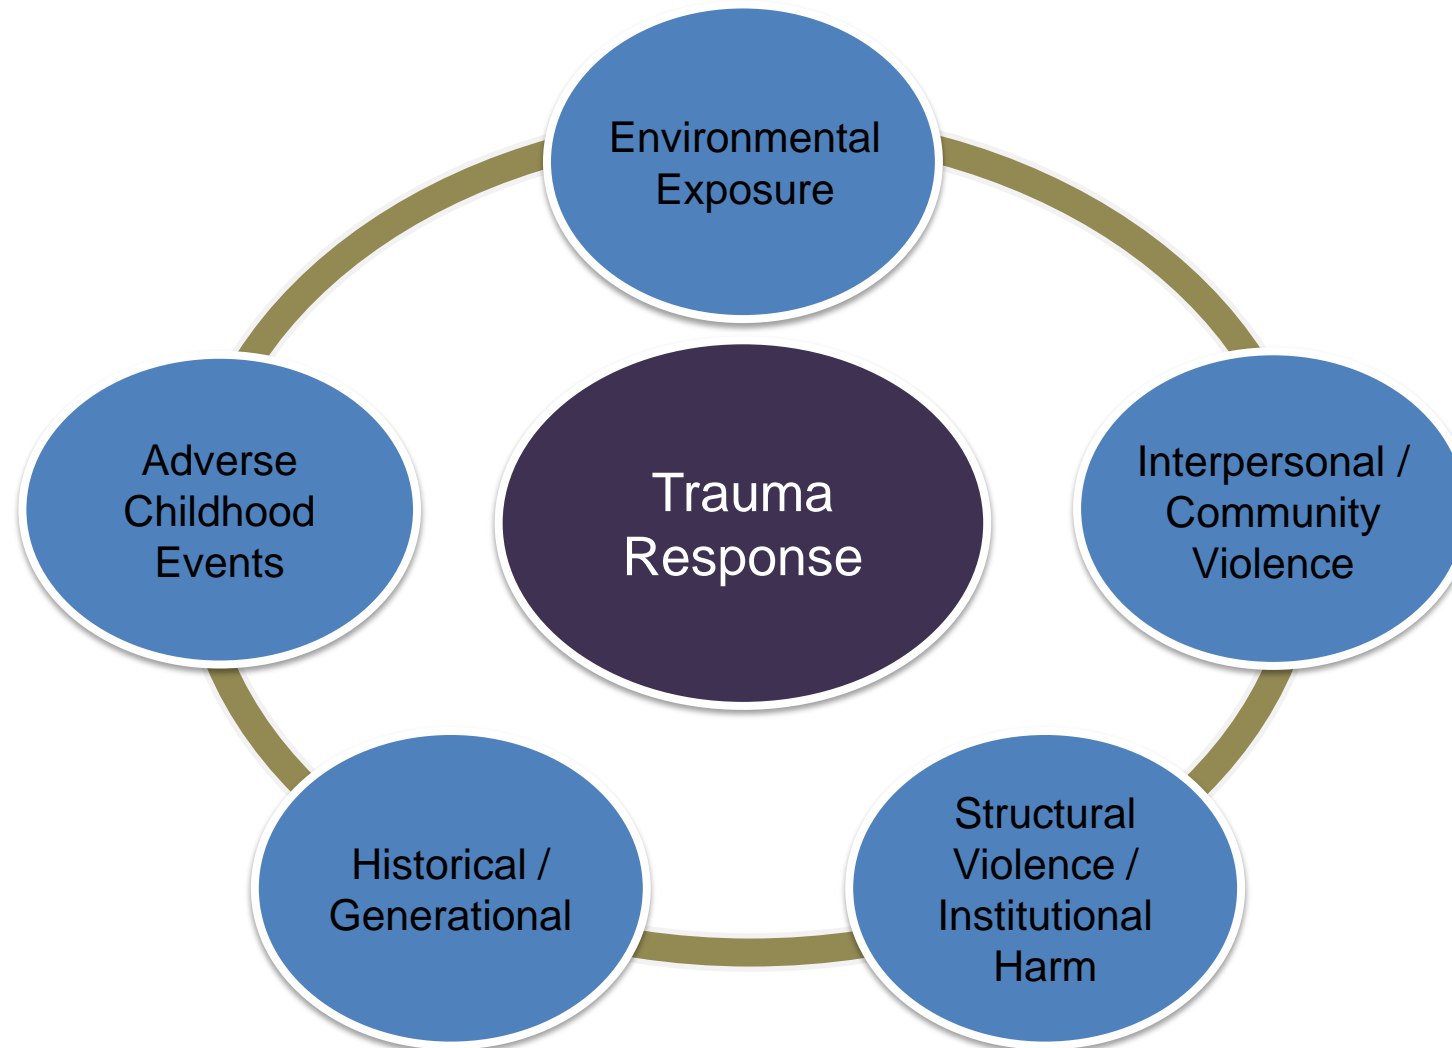 Environmental
Exposure
Adverse
Childhood
Events
Trauma
Response
Interpersonal /
Community
Violence
Historical /
Generational
Structural
Violence /
Institutional
Harm